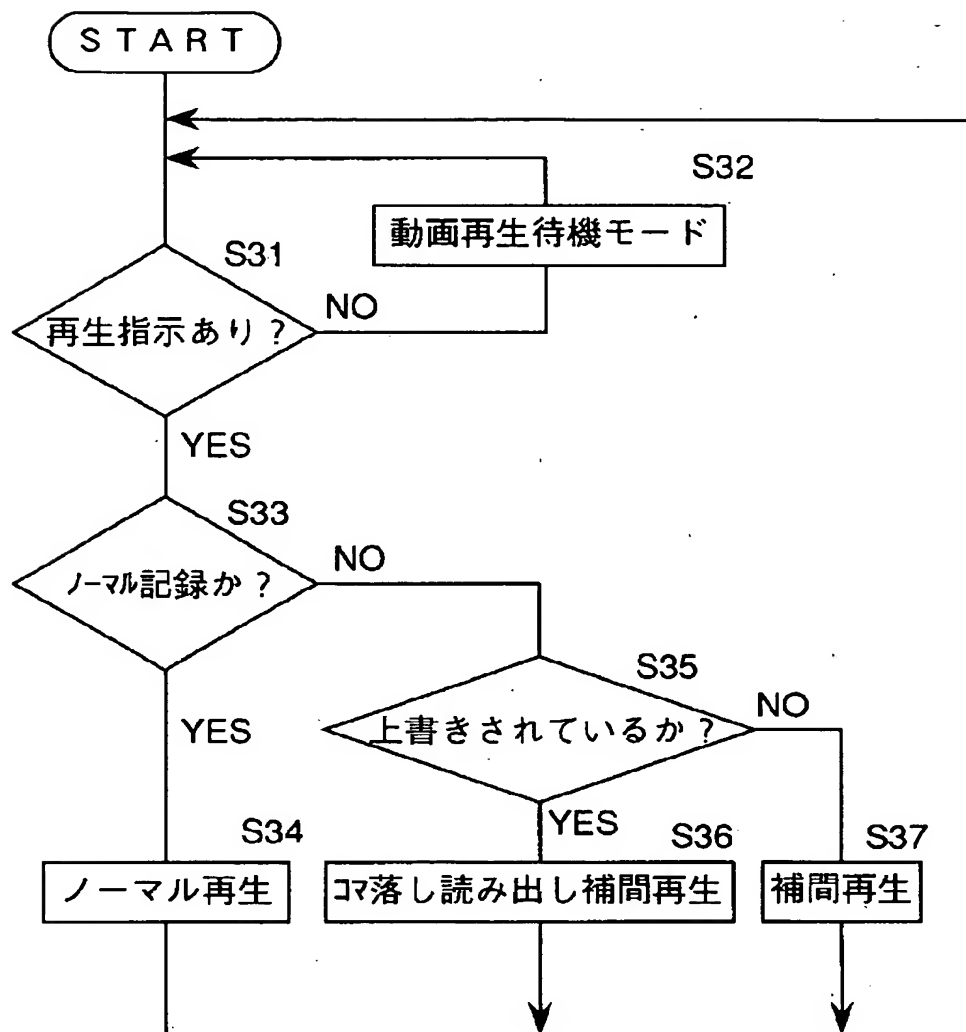 START
S32
動画再生待機モード
S31
再生指示あり?
NO
YES
S33
ノーマル記録か?
NO
S35
上書きされているか?
NO
YES
YES
S34
S36
S37
ノーマル再生
コマ落し読み出し補間再生
補間再生